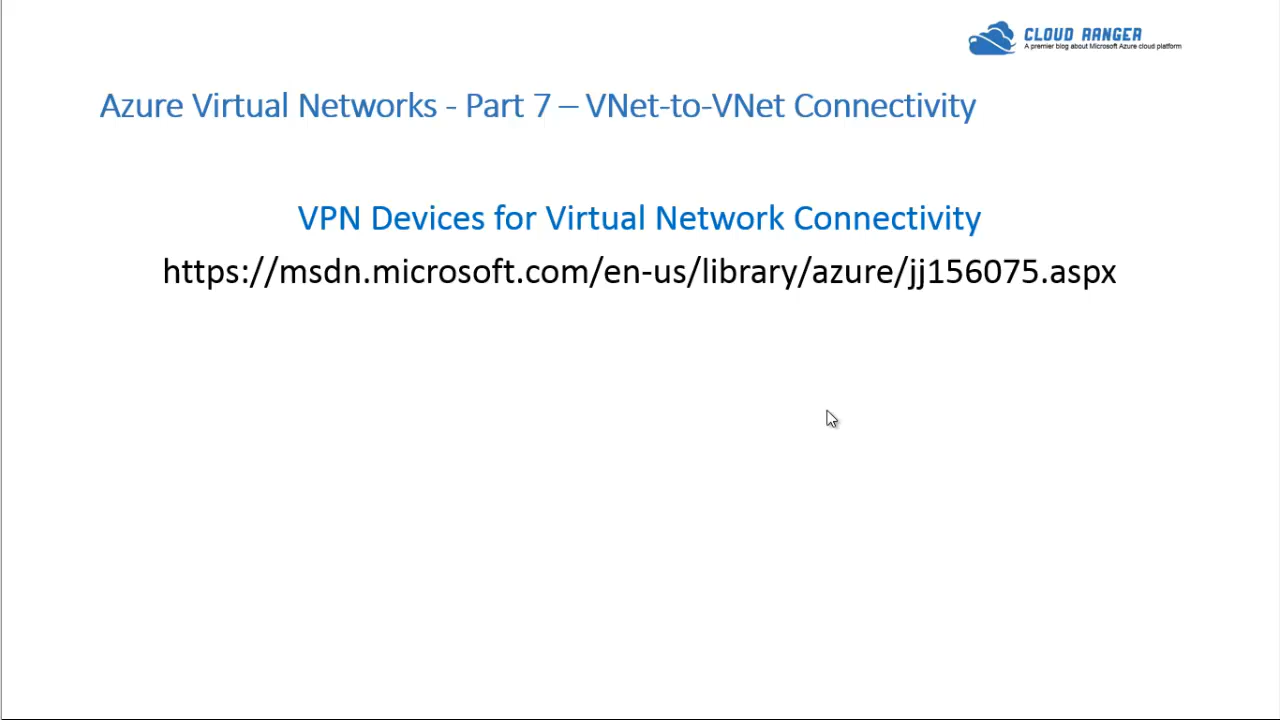 CLOUD RANGER
A premier blog about Microsoft Azure cloud platform
Azure Virtual Networks - Part 7 – VNet-to-VNet Connectivity
VPN Devices for Virtual Network Connectivity
https://msdn.microsoft.com/en-us/library/azure/jj156075.aspx